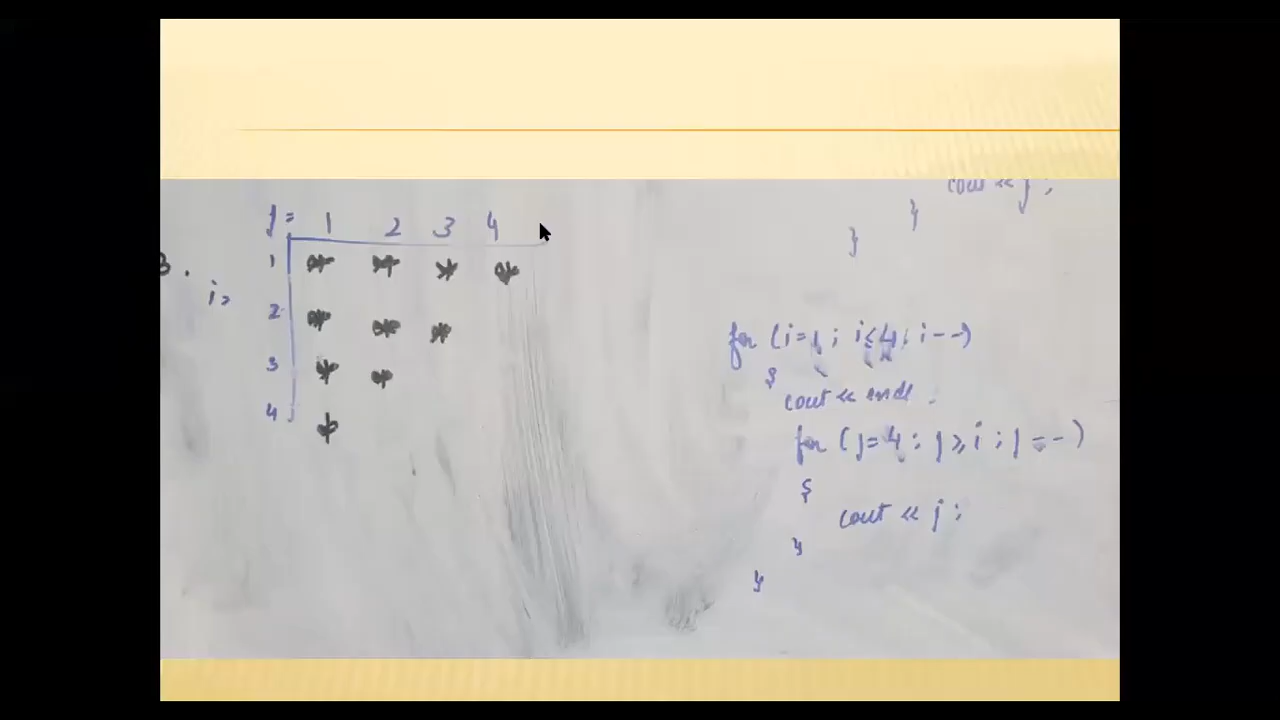 j = 1 2 3 4
3.
i =
1 * * * *
2 * * *
3 * *
4 *
cout << j ;
}
}
for (i=1 ; i≤4 ; i--)
{
cout << endl .
for (j=4 ; j>,i ; j=--)
{
cout << j ;
}
}